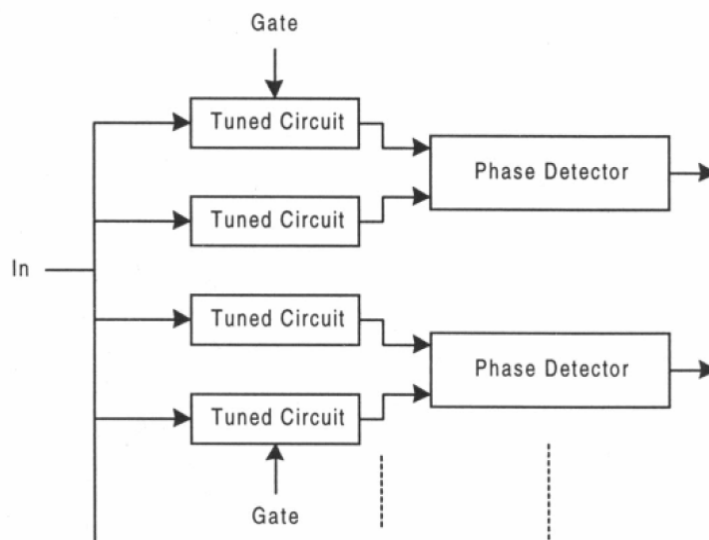 Gate
Tuned Circuit
Phase Detector
Tuned Circuit
In
Tuned Circuit
Phase Detector
Tuned Circuit
Gate